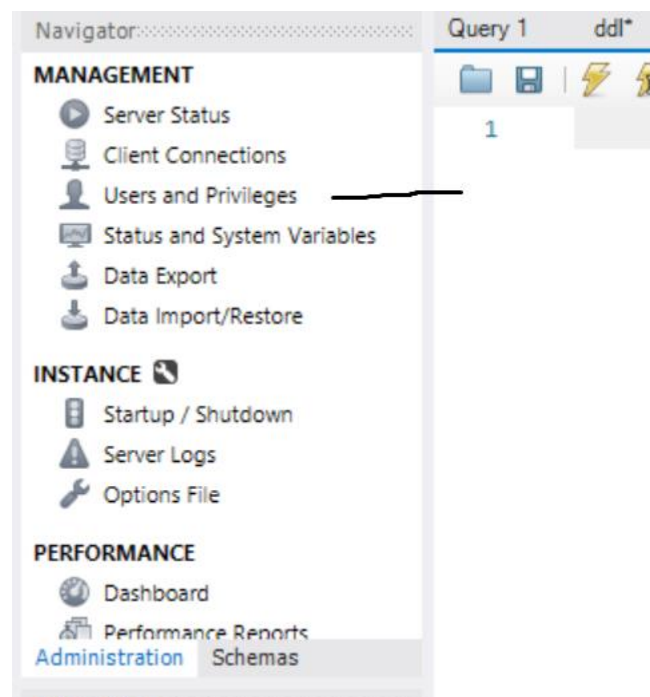 Navigator
Query 1 ddl*
MANAGEMENT
1
Server Status
Client Connections
Users and Privileges
Status and System Variables
Data Export
Data Import/Restore
INSTANCE
Startup / Shutdown
Server Logs
Options File
PERFORMANCE
Dashboard
Performance Reports
Administration Schemas